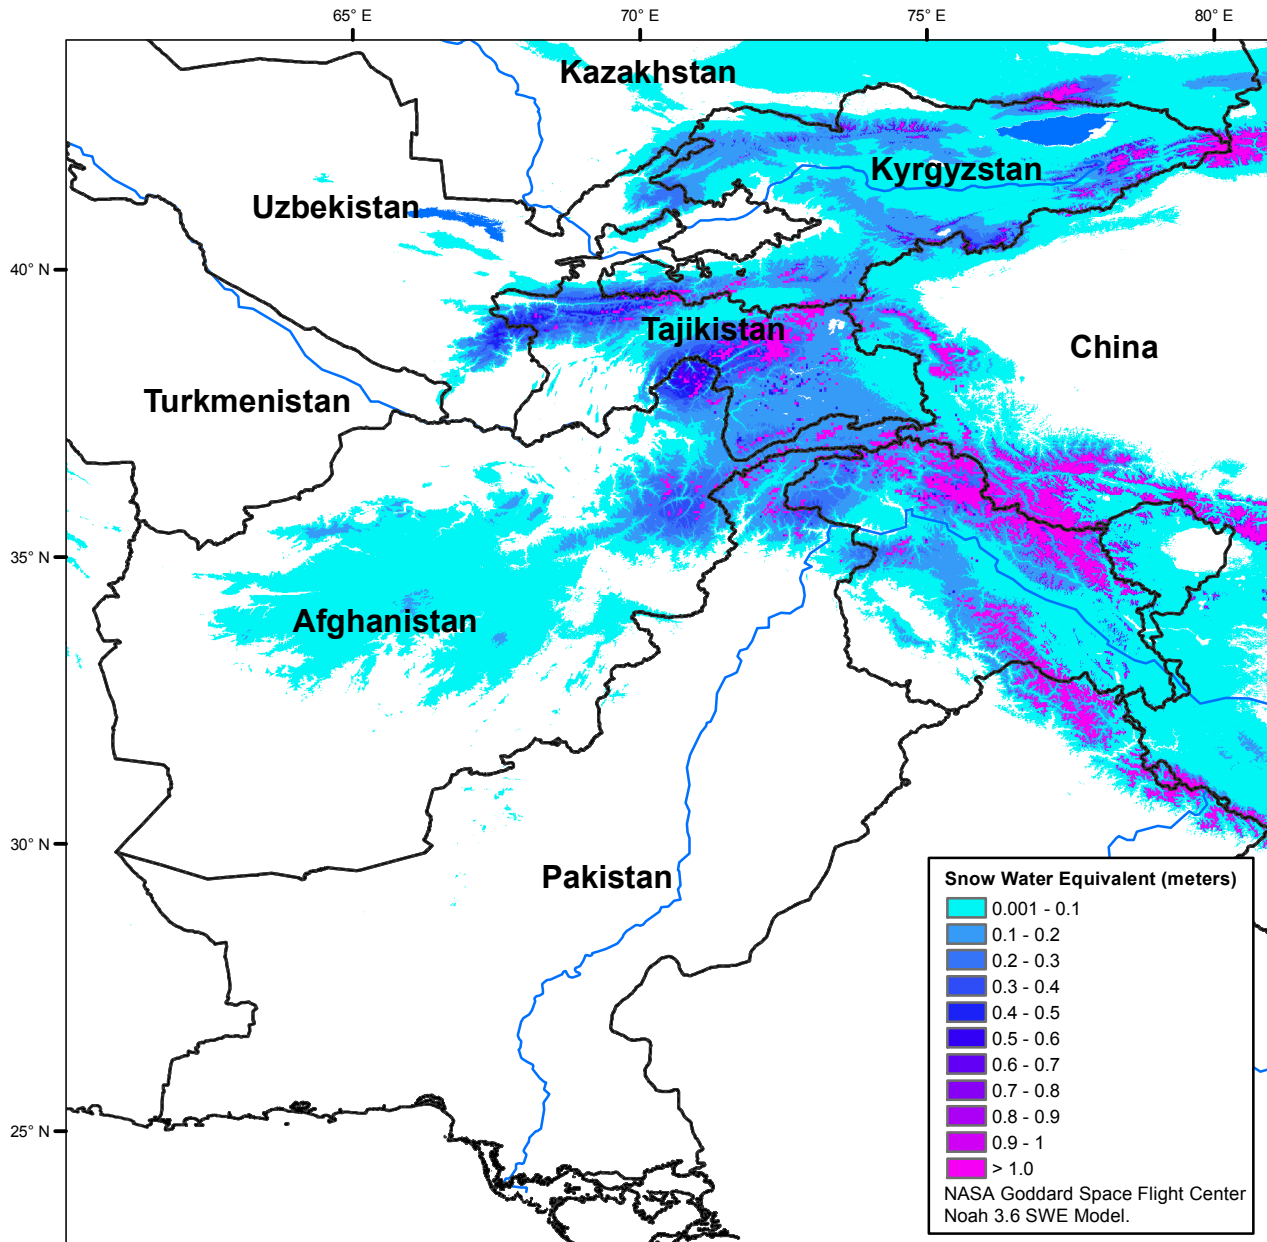 65° E
70° E
75° E
80° E
Kazakhstan
Kyrgyzstan
Uzbekistan
40° N
Tajikistan
China
Turkmenistan
35° N
Afghanistan
30° N
Pakistan
25° N
Snow Water Equivalent (meters)
0.001 - 0.1
0.1 - 0.2
0.2 - 0.3
0.3 - 0.4
0.4 - 0.5
0.5 - 0.6
0.6 - 0.7
0.7 - 0.8
0.8 - 0.9
0.9 - 1
> 1.0
NASA Goddard Space Flight Center
Noah 3.6 SWE Model.